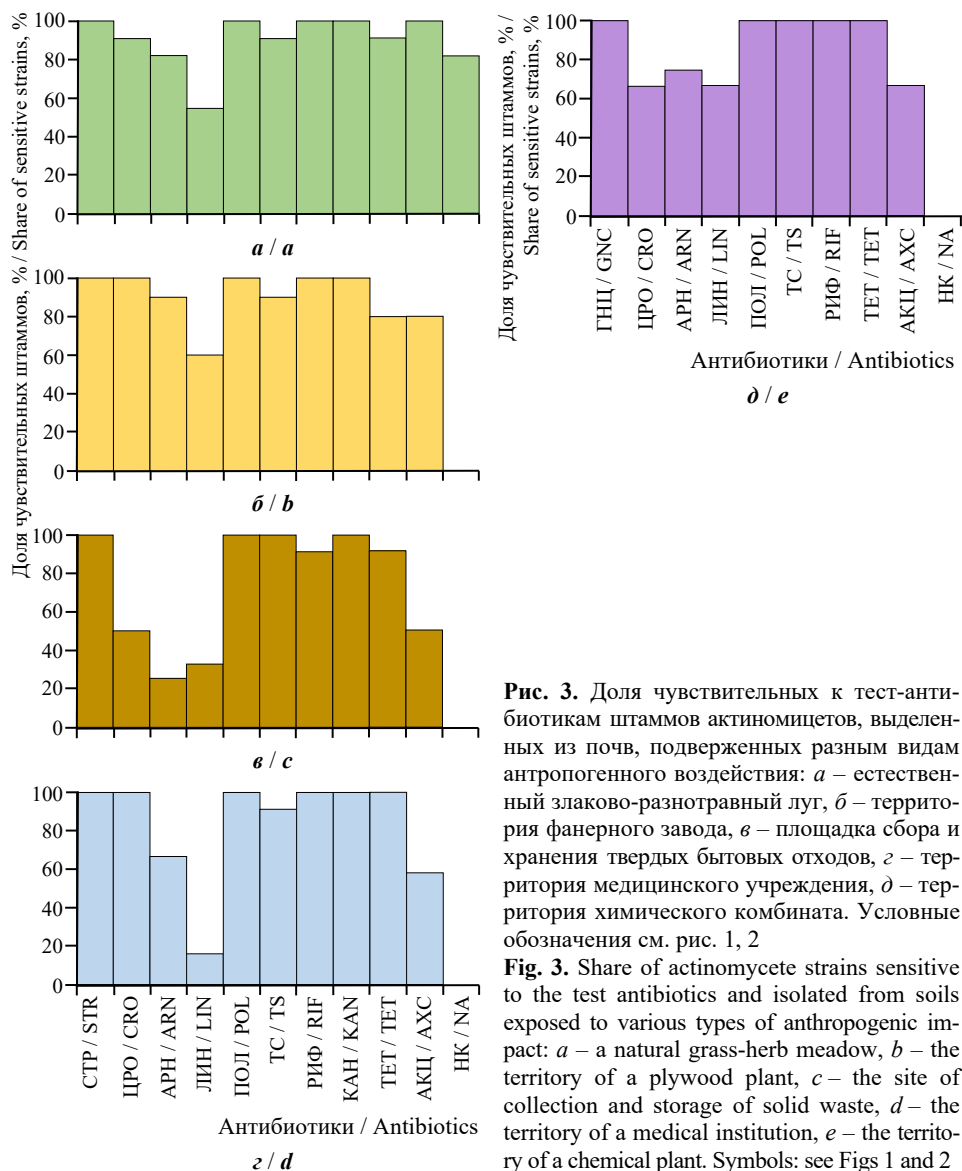 Доля чувствительных штаммов, % / Share of sensitive strains, %
100
80
60
40
20
0
а / a
100
80
60
40
20
0
б / b
100
80
60
40
20
0
в / c
100
80
60
40
20
0
СТР / STR
ЦРО / CRO
АРН / ARN
ЛИН / LIN
ПОЛ / POL
ТС / TS
РИФ / RIF
КАН / KAN
ТЕТ / TET
АКЦ / AXC
НК / NA
Антибиотики / Antibiotics
г / d
Доля чувствительных штаммов, % /
Share of sensitive strains, %
100
80
60
40
20
0
ГНЦ / GNC
ЦРО / CRO
АРН / ARN
ЛИН / LIN
ПОЛ / POL
ТС / TS
РИФ / RIF
ТЕТ / TET
АКЦ / AXC
НК / NA
Антибиотики / Antibiotics
д / e
Рис. 3. Доля чувствительных к тест-анти-
биотикам штаммов актиномицетов, выделен-
ных из почв, подверженных разным видам
антропогенного воздействия: а – естествен-
ный злаково-разнотравный луг, б – террито-
рия фанерного завода, в – площадка сбора и
хранения твердых бытовых отходов, г – тер-
ритория медицинского учреждения, д – тер-
ритория химического комбината. Условные
обозначения см. рис. 1, 2
Fig. 3. Share of actinomycete strains sensitive
to the test antibiotics and isolated from soils
exposed to various types of anthropogenic im-
pact: a – a natural grass-herb meadow, b – the
territory of a plywood plant, c – the site of
collection and storage of solid waste, d – the
territory of a medical institution, e – the territo-
ry of a chemical plant. Symbols: see Figs 1 and 2